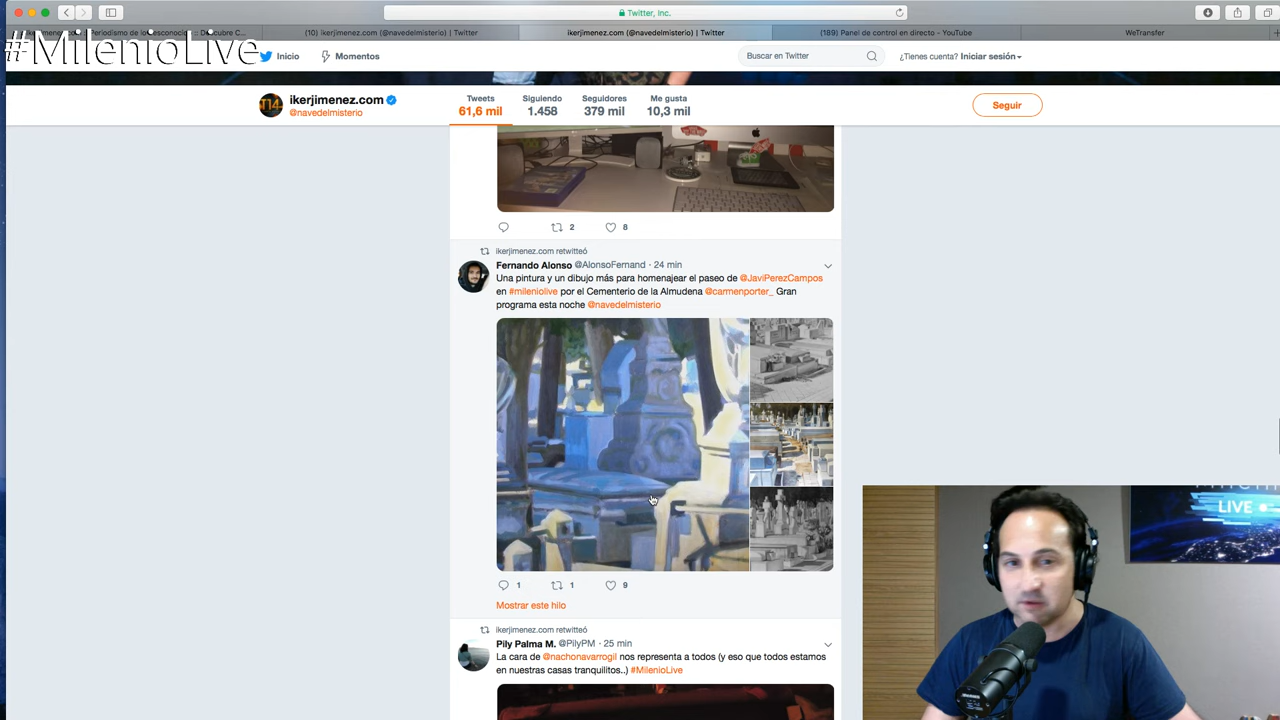 Twitter, Inc.
Periodismo de lo desconocido :: Descubre C...
(10) ikerjimenez.com (@navedelmisterio) | Twitter
ikerjimenez.com (@navedelmisterio) | Twitter
(189) Panel de control en directo - YouTube
WeTransfer
#MilenioLive
Inicio
Momentos
Buscar en Twitter
¿Tienes cuenta? Iniciar sesión
ikerjimenez.com
@navedelmisterio
Tweets
61,6 mil
Siguiendo
1.458
Seguidores
379 mil
Me gusta
10,3 mil
Seguir
2
8
ikerjimenez.com retwitteó
Fernando Alonso @AlonsoFernand · 24 min
Una pintura y un dibujo más para homenajear el paseo de @JaviPerezCampos
en #mileniolive por el Cementerio de la Almudena @carmenporter_ Gran
programa esta noche @navedelmisterio
1
1
9
Mostrar este hilo
ikerjimenez.com retwitteó
Pily Palma M. @PilyPM · 25 min
La cara de @nachonavarrogil nos representa a todos (y eso que todos estamos
en nuestras casas tranquilitos..) #MilenioLive
LIVE